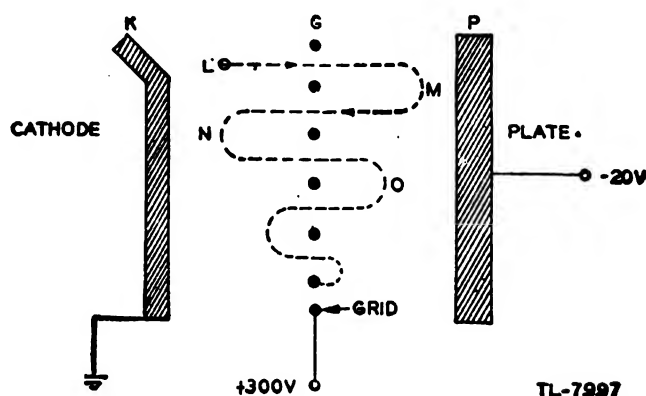 K G P
L M
CATHODE N PLATE.
O -20V
GRID
+300V
TL-7997